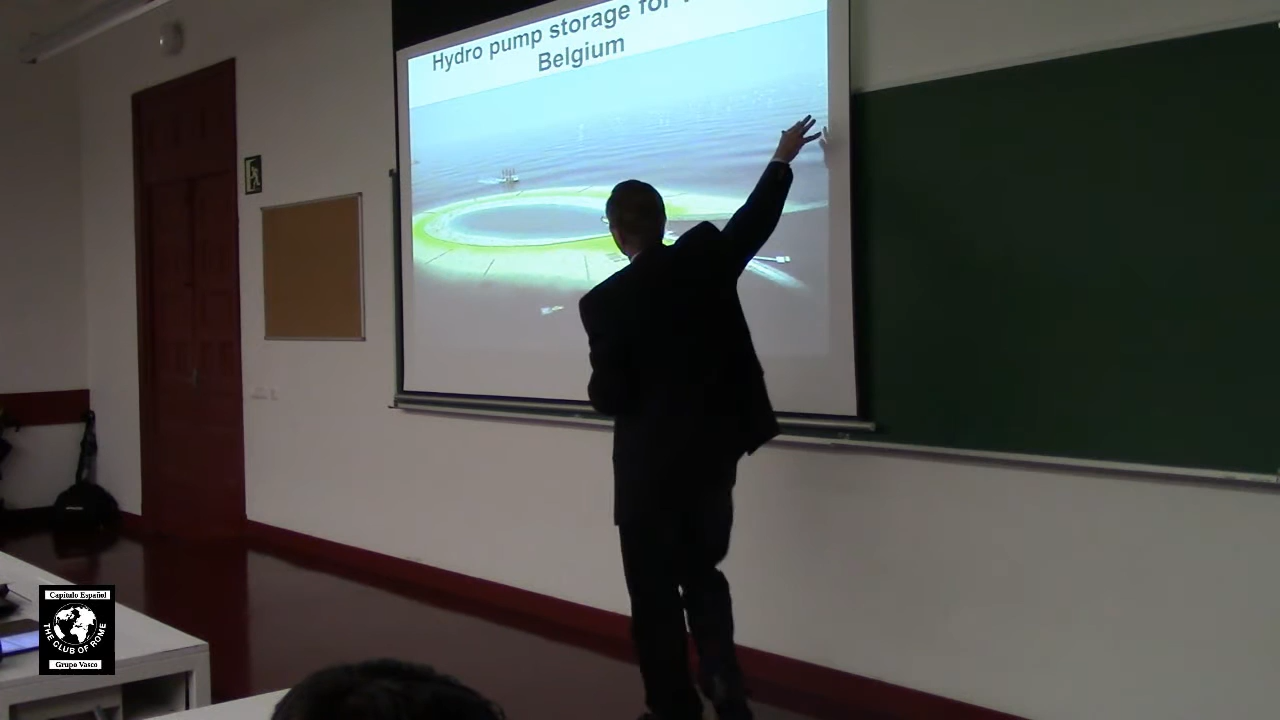 Hydro pump storage for
Belgium
Capítulo Español
THE CLUB OF ROME
Grupo Vasco